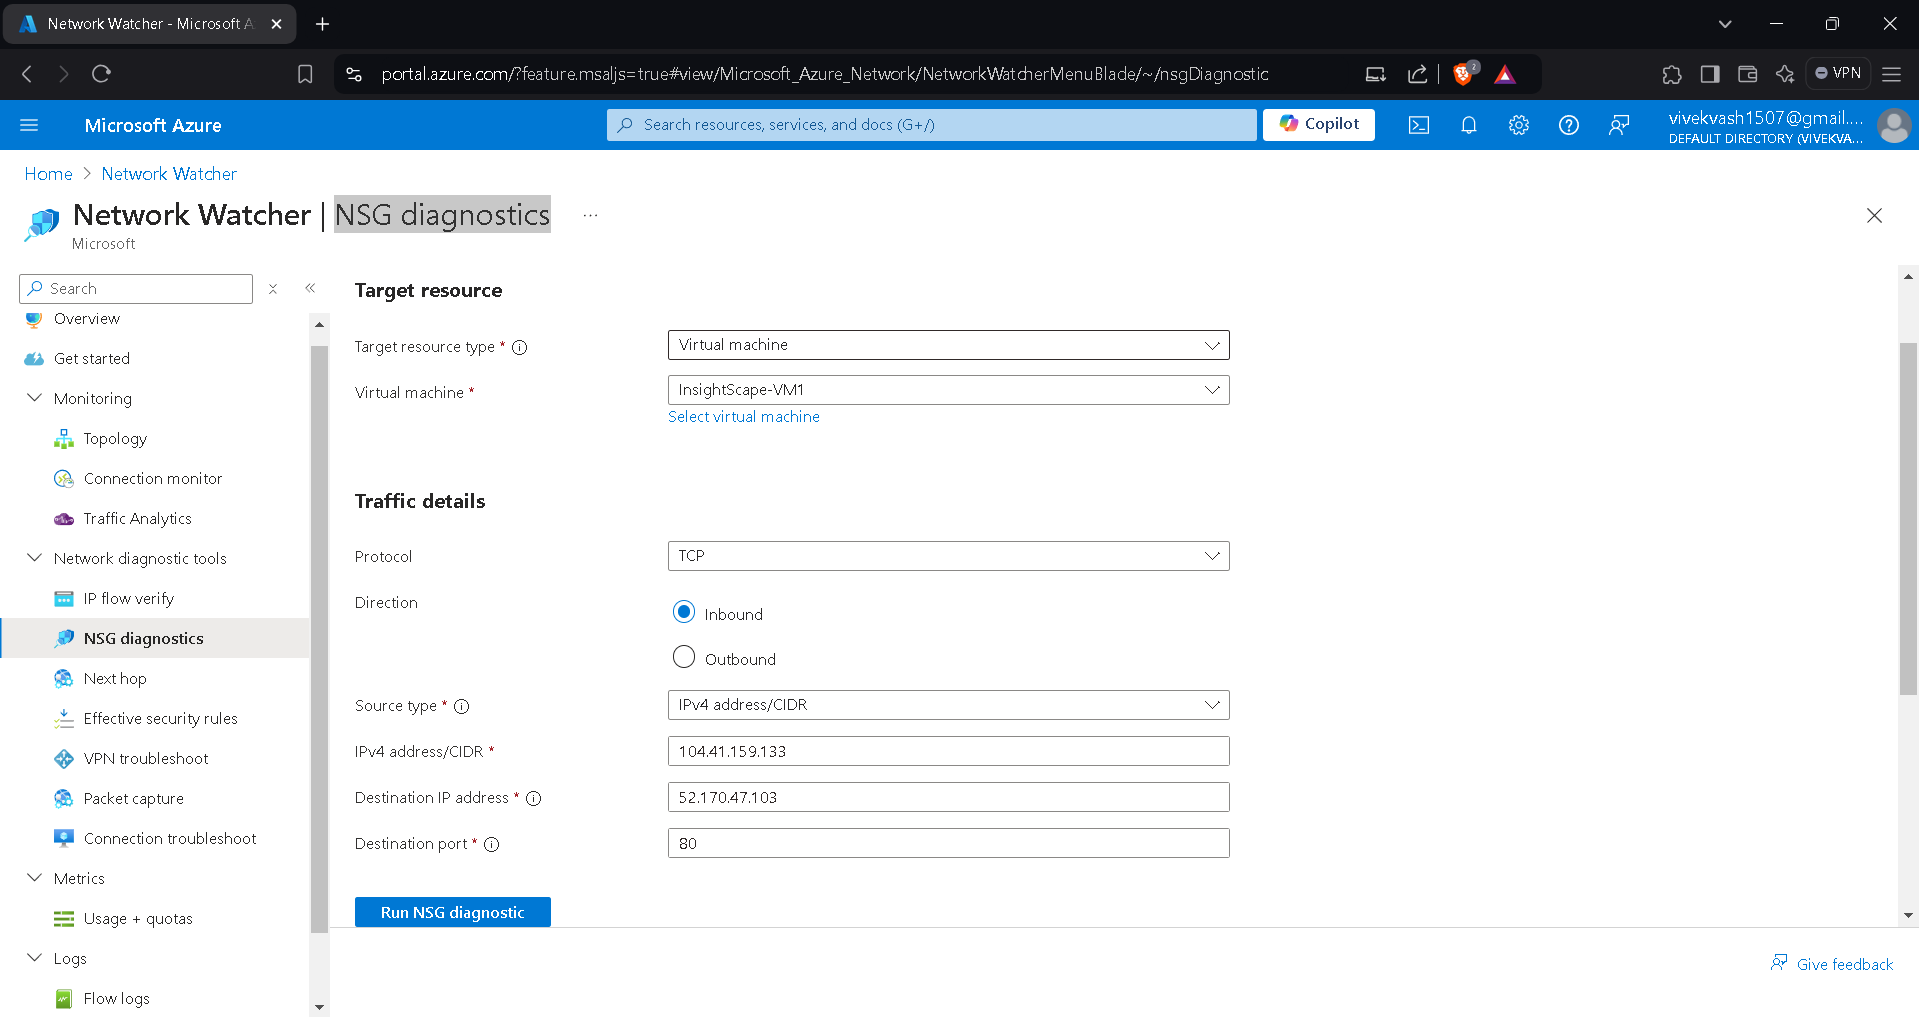 Network Watcher - Microsoft A
portal.azure.com/?feature.msaljs=true#view/Microsoft_Azure_Network/NetworkWatcherMenuBlade/~/nsgDiagnostic
2
VPN
Microsoft Azure
Search resources, services, and docs (G+/)
Copilot
vivekvash1507@gmail....
DEFAULT DIRECTORY (VIVEKVA...
Home > Network Watcher
Network Watcher | NSG diagnostics ...
Microsoft
Search
Overview
Get started
Monitoring
Topology
Connection monitor
Traffic Analytics
Network diagnostic tools
IP flow verify
NSG diagnostics
Next hop
Effective security rules
VPN troubleshoot
Packet capture
Connection troubleshoot
Metrics
Usage + quotas
Logs
Flow logs
Target resource
Target resource type *
Virtual machine
Virtual machine *
InsightScape-VM1
Select virtual machine
Traffic details
Protocol
TCP
Direction
Inbound
Outbound
Source type *
IPv4 address/CIDR
IPv4 address/CIDR *
104.41.159.133
Destination IP address *
52.170.47.103
Destination port *
80
Run NSG diagnostic
Give feedback